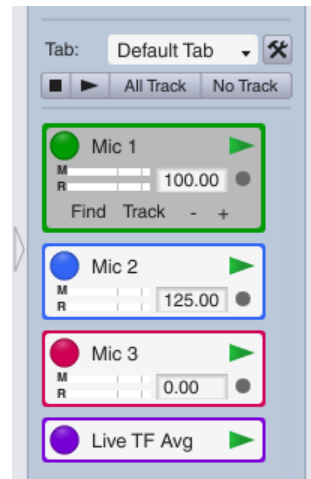 Tab: Default Tab
All Track No Track
Mic 1
M
R 100.00
Find Track - +
Mic 2
M
R 125.00
Mic 3
M
R 0.00
Live TF Avg